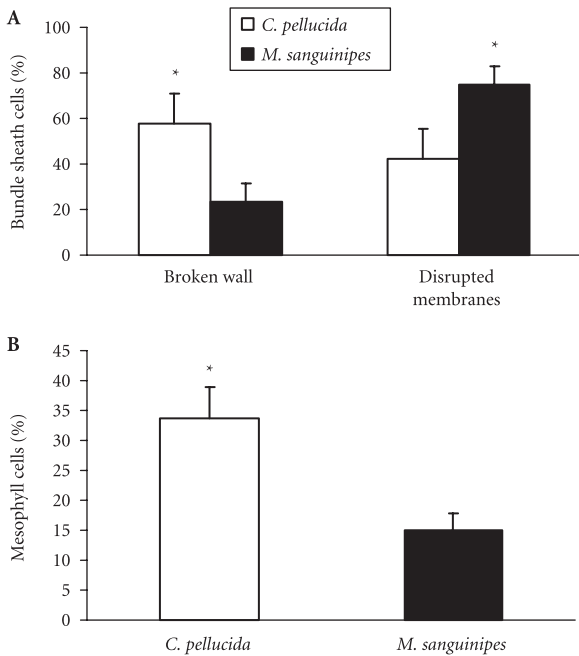 A
C. pellucida
M. sanguinipes
Bundle sheath cells (%)
100
80
60
40
20
0
*
*
Broken wall
Disrupted
membranes
B
Mesophyll cells (%)
45
40
35
30
25
20
15
10
5
0
*
C. pellucida
M. sanguinipes